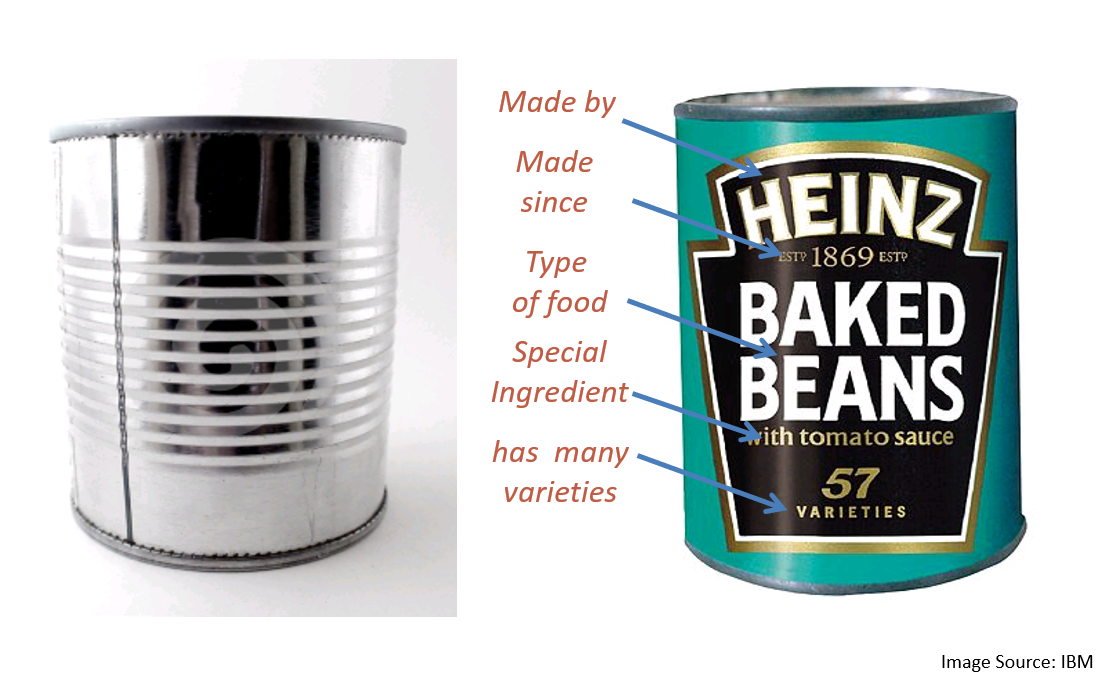 Made by
Made
since
Type
of food
Special
Ingredient
has many
varieties
HEINZ
ESTD 1869 ESTD
BAKED
BEANS
with tomato sauce
57
VARIETIES
Image Source: IBM